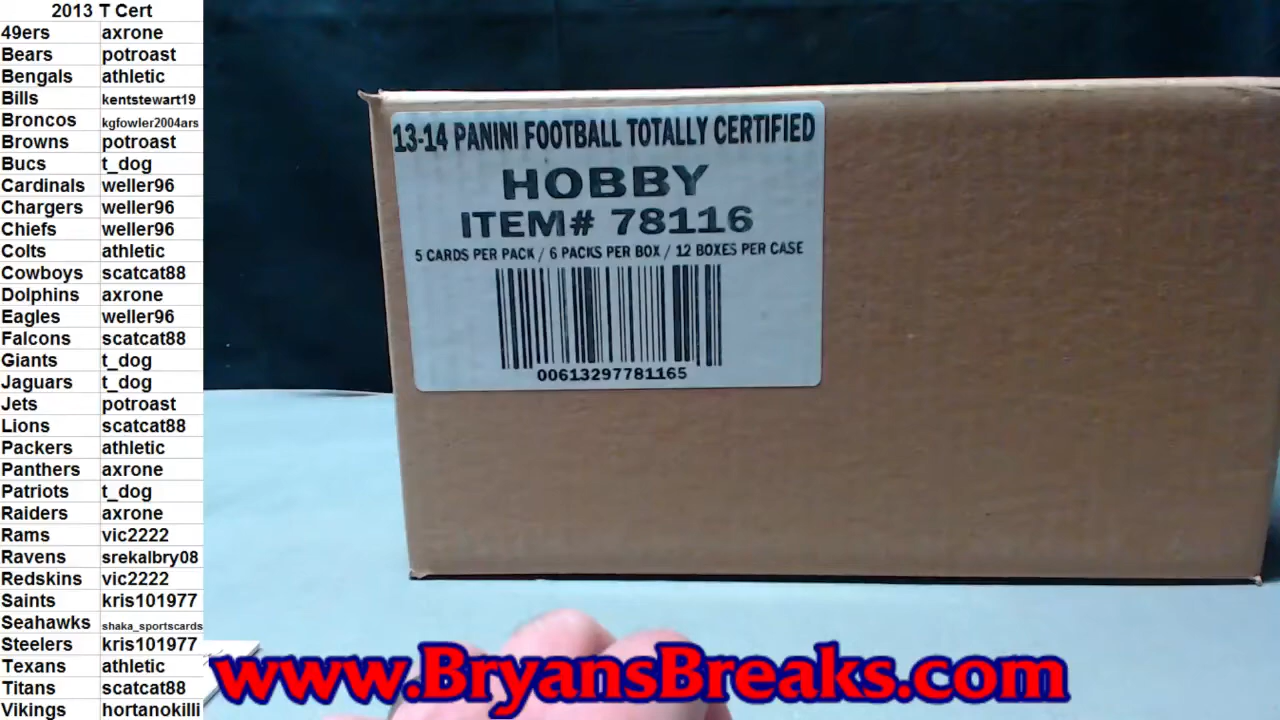 2013 T Cert
49ers axrone
Bears potroast
Bengals athletic
Bills kentstewart19
Broncos kgfowler2004ars
Browns potroast
Bucs t_dog
Cardinals weller96
Chargers weller96
Chiefs weller96
Colts athletic
Cowboys scatcat88
Dolphins axrone
Eagles weller96
Falcons scatcat88
Giants t_dog
Jaguars t_dog
Jets potroast
Lions scatcat88
Packers athletic
Panthers axrone
Patriots t_dog
Raiders axrone
Rams vic2222
Ravens srekalbry08
Redskins vic2222
Saints kris101977
Seahawks shaka_sportscards
Steelers kris101977
Texans athletic
Titans scatcat88
Vikings hortanokilli
13-14 PANINI FOOTBALL TOTALLY CERTIFIED
HOBBY
ITEM# 78116
5 CARDS PER PACK / 6 PACKS PER BOX / 12 BOXES PER CASE
00613297781165
www.BryansBreaks.com